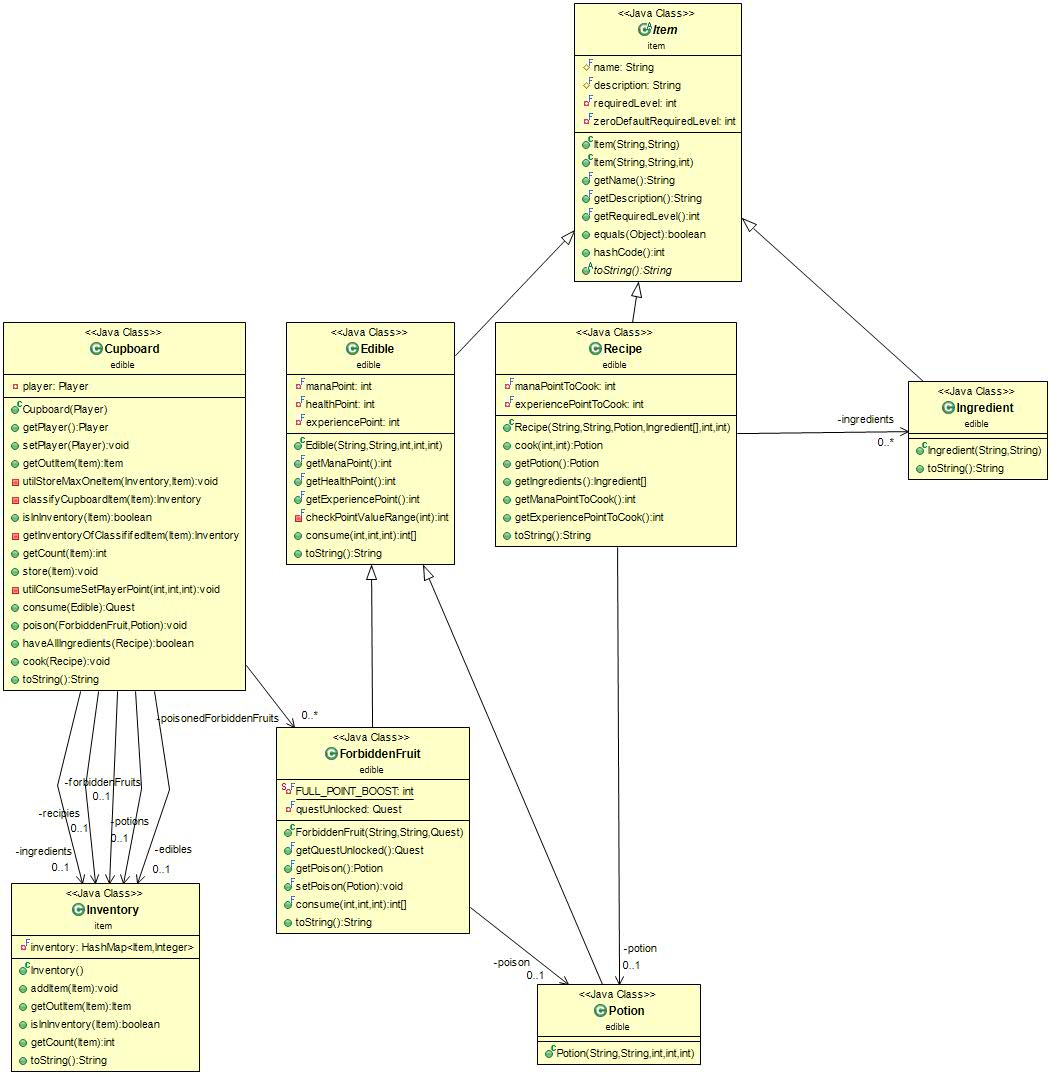 <<Java Class>>
Item
item
name: String
description: String
requiredLevel: int
zeroDefaultRequiredLevel: int
Item(String,String)
Item(String,String,int)
getName():String
getDescription():String
getRequiredLevel():int
equals(Object):boolean
hashCode():int
toString():String
<<Java Class>>
Cupboard
edible
player: Player
Cupboard(Player)
getPlayer():Player
setPlayer(Player):void
getOutItem(Item):Item
utilStoreMaxOneItem(Inventory,Item):void
classifyCupboardItem(Item):Inventory
isInInventory(Item):boolean
getInventoryOfClassififedItem(Item):Inventory
getCount(Item):int
store(Item):void
utilConsumeSetPlayerPoint(int,int,int):void
consume(Edible):Quest
poison(ForbiddenFruit,Potion):void
haveAllIngredients(Recipe):boolean
cook(Recipe):void
toString():String
<<Java Class>>
Edible
edible
manaPoint: int
healthPoint: int
experiencePoint: int
Edible(String,String,int,int,int)
getManaPoint():int
getHealthPoint():int
getExperiencePoint():int
checkPointValueRange(int):int
consume(int,int,int):int[]
toString():String
<<Java Class>>
Recipe
edible
manaPointToCook: int
experiencePointToCook: int
Recipe(String,String,Potion,Ingredient[],int,int)
cook(int,int):Potion
getPotion():Potion
getIngredients():Ingredient[]
getManaPointToCook():int
getExperiencePointToCook():int
toString():String
-ingredients
0..*
<<Java Class>>
Ingredient
edible
Ingredient(String,String)
toString():String
-poisonedForbiddenFruits
0..*
-forbiddenFruits
0..1
-recipies
0..1
-potions
0..1
-ingredients
0..1
-edibles
0..1
<<Java Class>>
ForbiddenFruit
edible
FULL_POINT_BOOST: int
questUnlocked: Quest
ForbiddenFruit(String,String,Quest)
getQuestUnlocked():Quest
getPoison():Potion
setPoison(Potion):void
consume(int,int,int):int[]
toString():String
<<Java Class>>
Inventory
item
inventory: HashMap<Item,Integer>
Inventory()
addItem(Item):void
getOutItem(Item):Item
isInInventory(Item):boolean
getCount(Item):int
toString():String
-poison
0..1
-potion
0..1
<<Java Class>>
Potion
edible
Potion(String,String,int,int,int)